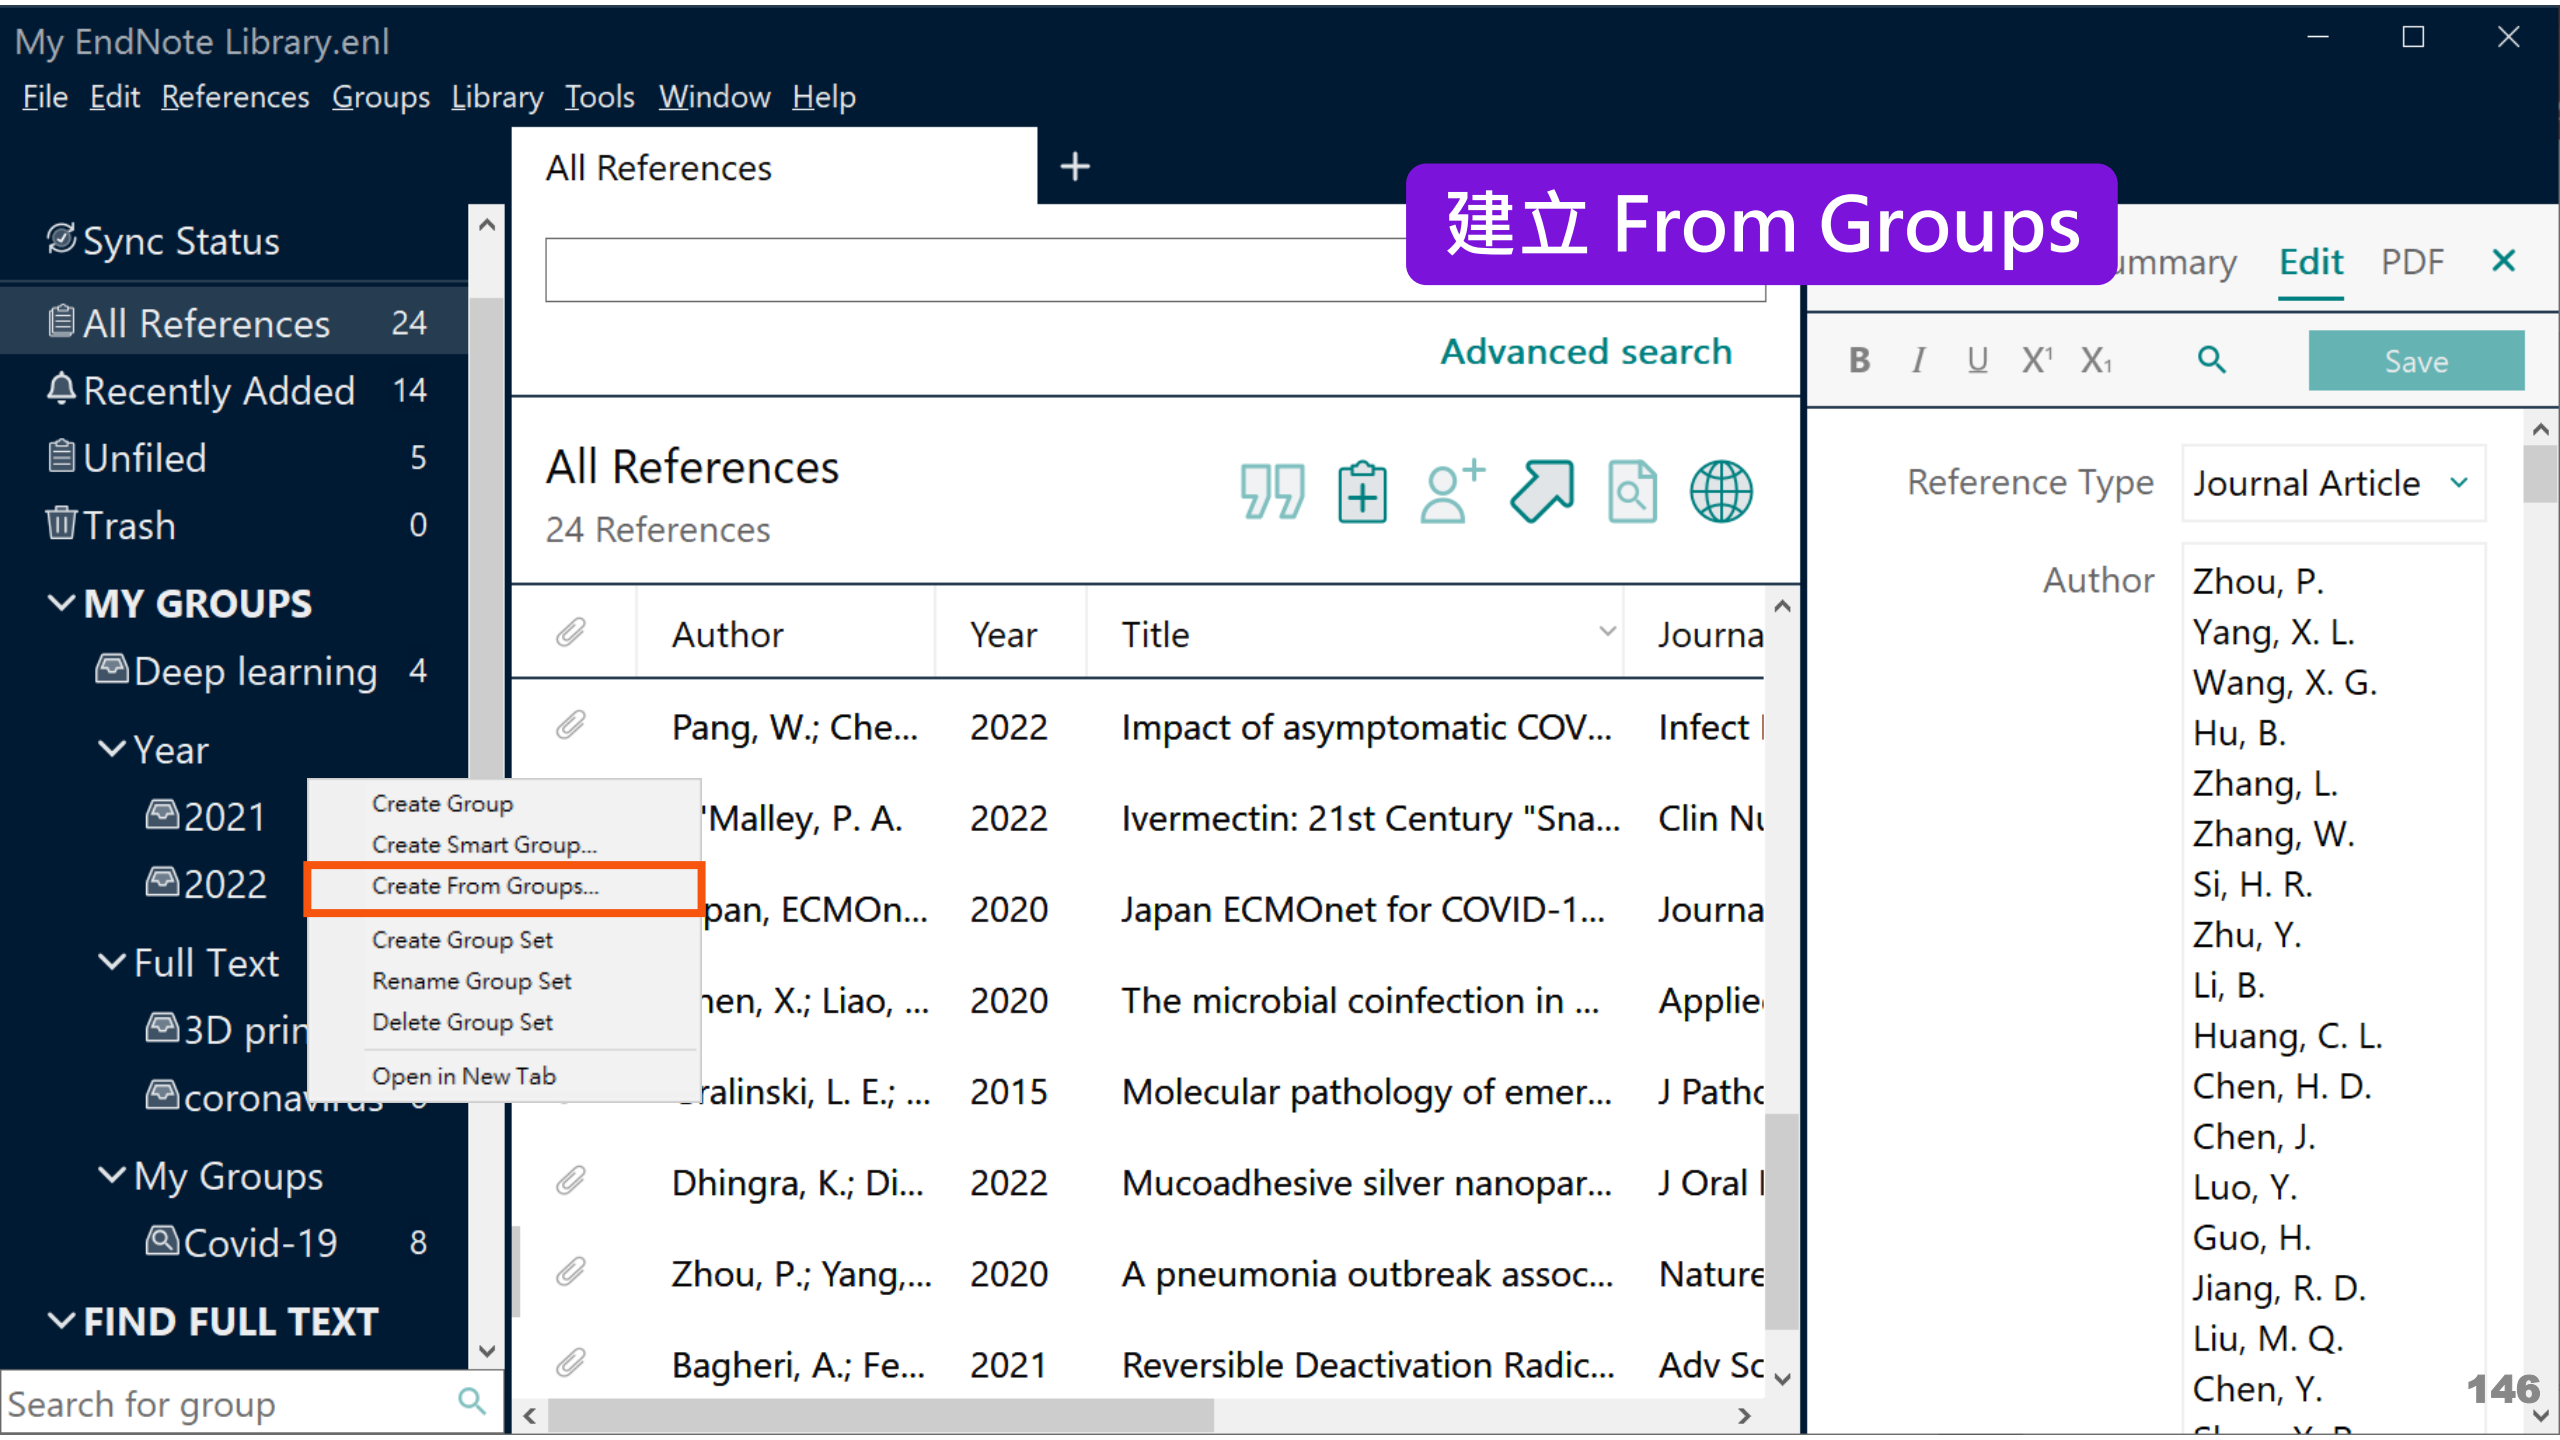 My EndNote Library.enl
File Edit References Groups Library Tools Window Help
All References
建立 From Groups
Sync Status
All References 24
Recently Added 14
Unfiled 5
Trash 0
MY GROUPS
Deep learning 4
Year
2021
2022
Full Text
3D prin
coronavirus
My Groups
Covid-19 8
FIND FULL TEXT
Search for group
Create Group
Create Smart Group...
Create From Groups...
Create Group Set
Rename Group Set
Delete Group Set
Open in New Tab
Advanced search
All References
24 References
Author Year Title Journa
Pang, W.; Che... 2022 Impact of asymptomatic COV... Infect
'Malley, P. A. 2022 Ivermectin: 21st Century "Sna... Clin Nu
pan, ECMOn... 2020 Japan ECMOnet for COVID-1... Journa
hen, X.; Liao, ... 2020 The microbial coinfection in ... Applie
ralinski, L. E.; ... 2015 Molecular pathology of emer... J Patho
Dhingra, K.; Di... 2022 Mucoadhesive silver nanopar... J Oral
Zhou, P.; Yang,... 2020 A pneumonia outbreak assoc... Nature
Bagheri, A.; Fe... 2021 Reversible Deactivation Radic... Adv Sc
ummary Edit PDF
B I U X¹ X₁ Save
Reference Type Journal Article
Author Zhou, P.
Yang, X. L.
Wang, X. G.
Hu, B.
Zhang, L.
Zhang, W.
Si, H. R.
Zhu, Y.
Li, B.
Huang, C. L.
Chen, H. D.
Chen, J.
Luo, Y.
Guo, H.
Jiang, R. D.
Liu, M. Q.
Chen, Y.
146